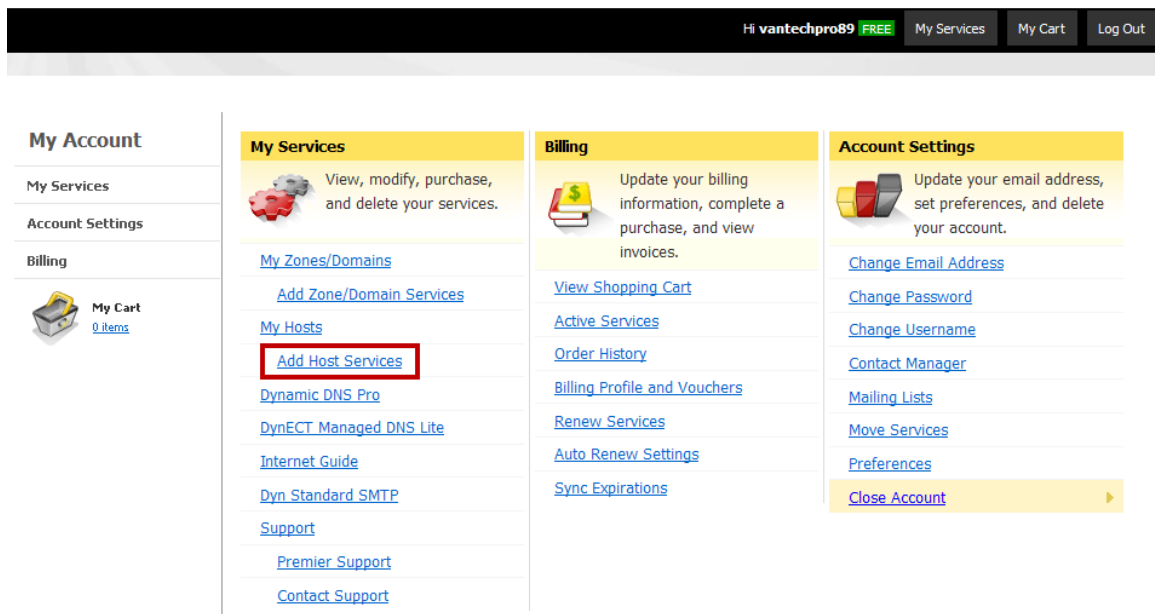 Hi vantechpro89 FREE My Services My Cart Log Out
My Account
My Services
Account Settings
Billing
My Cart
0 items
My Services
View, modify, purchase,
and delete your services.
My Zones/Domains
Add Zone/Domain Services
My Hosts
Add Host Services
Dynamic DNS Pro
DynECT Managed DNS Lite
Internet Guide
Dyn Standard SMTP
Support
Premier Support
Contact Support
Billing
Update your billing
information, complete a
purchase, and view
invoices.
View Shopping Cart
Active Services
Order History
Billing Profile and Vouchers
Renew Services
Auto Renew Settings
Sync Expirations
Account Settings
Update your email address,
set preferences, and delete
your account.
Change Email Address
Change Password
Change Username
Contact Manager
Mailing Lists
Move Services
Preferences
Close Account